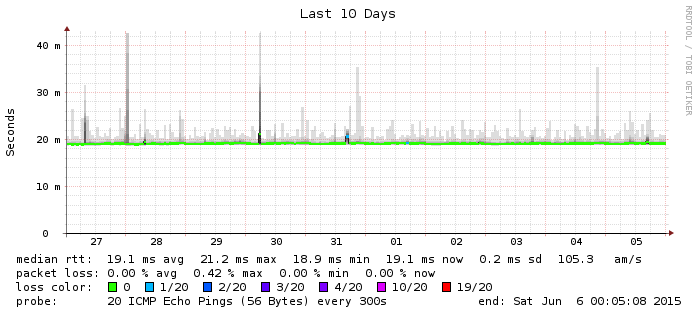 Last 10 Days
RRDTOOL / TOBI OETIKER
Seconds
40 m
30 m
20 m
10 m
0
27 28 29 30 31 01 02 03 04 05
median rtt: 19.1 ms avg 21.2 ms max 18.9 ms min 19.1 ms now 0.2 ms sd 105.3 am/s
packet loss: 0.00 % avg 0.42 % max 0.00 % min 0.00 % now
loss color: 0 1/20 2/20 3/20 4/20 10/20 19/20
probe: 20 ICMP Echo Pings (56 Bytes) every 300s end: Sat Jun 6 00:05:08 2015